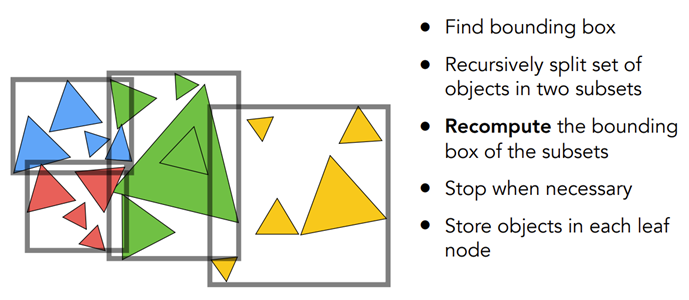 ● Find bounding box
● Recursively split set of
objects in two subsets
● Recompute the bounding
box of the subsets
● Stop when necessary
● Store objects in each leaf
node